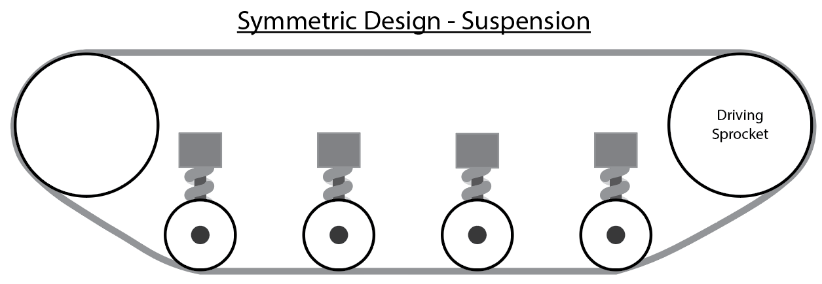 Symmetric Design - Suspension
Driving
Sprocket